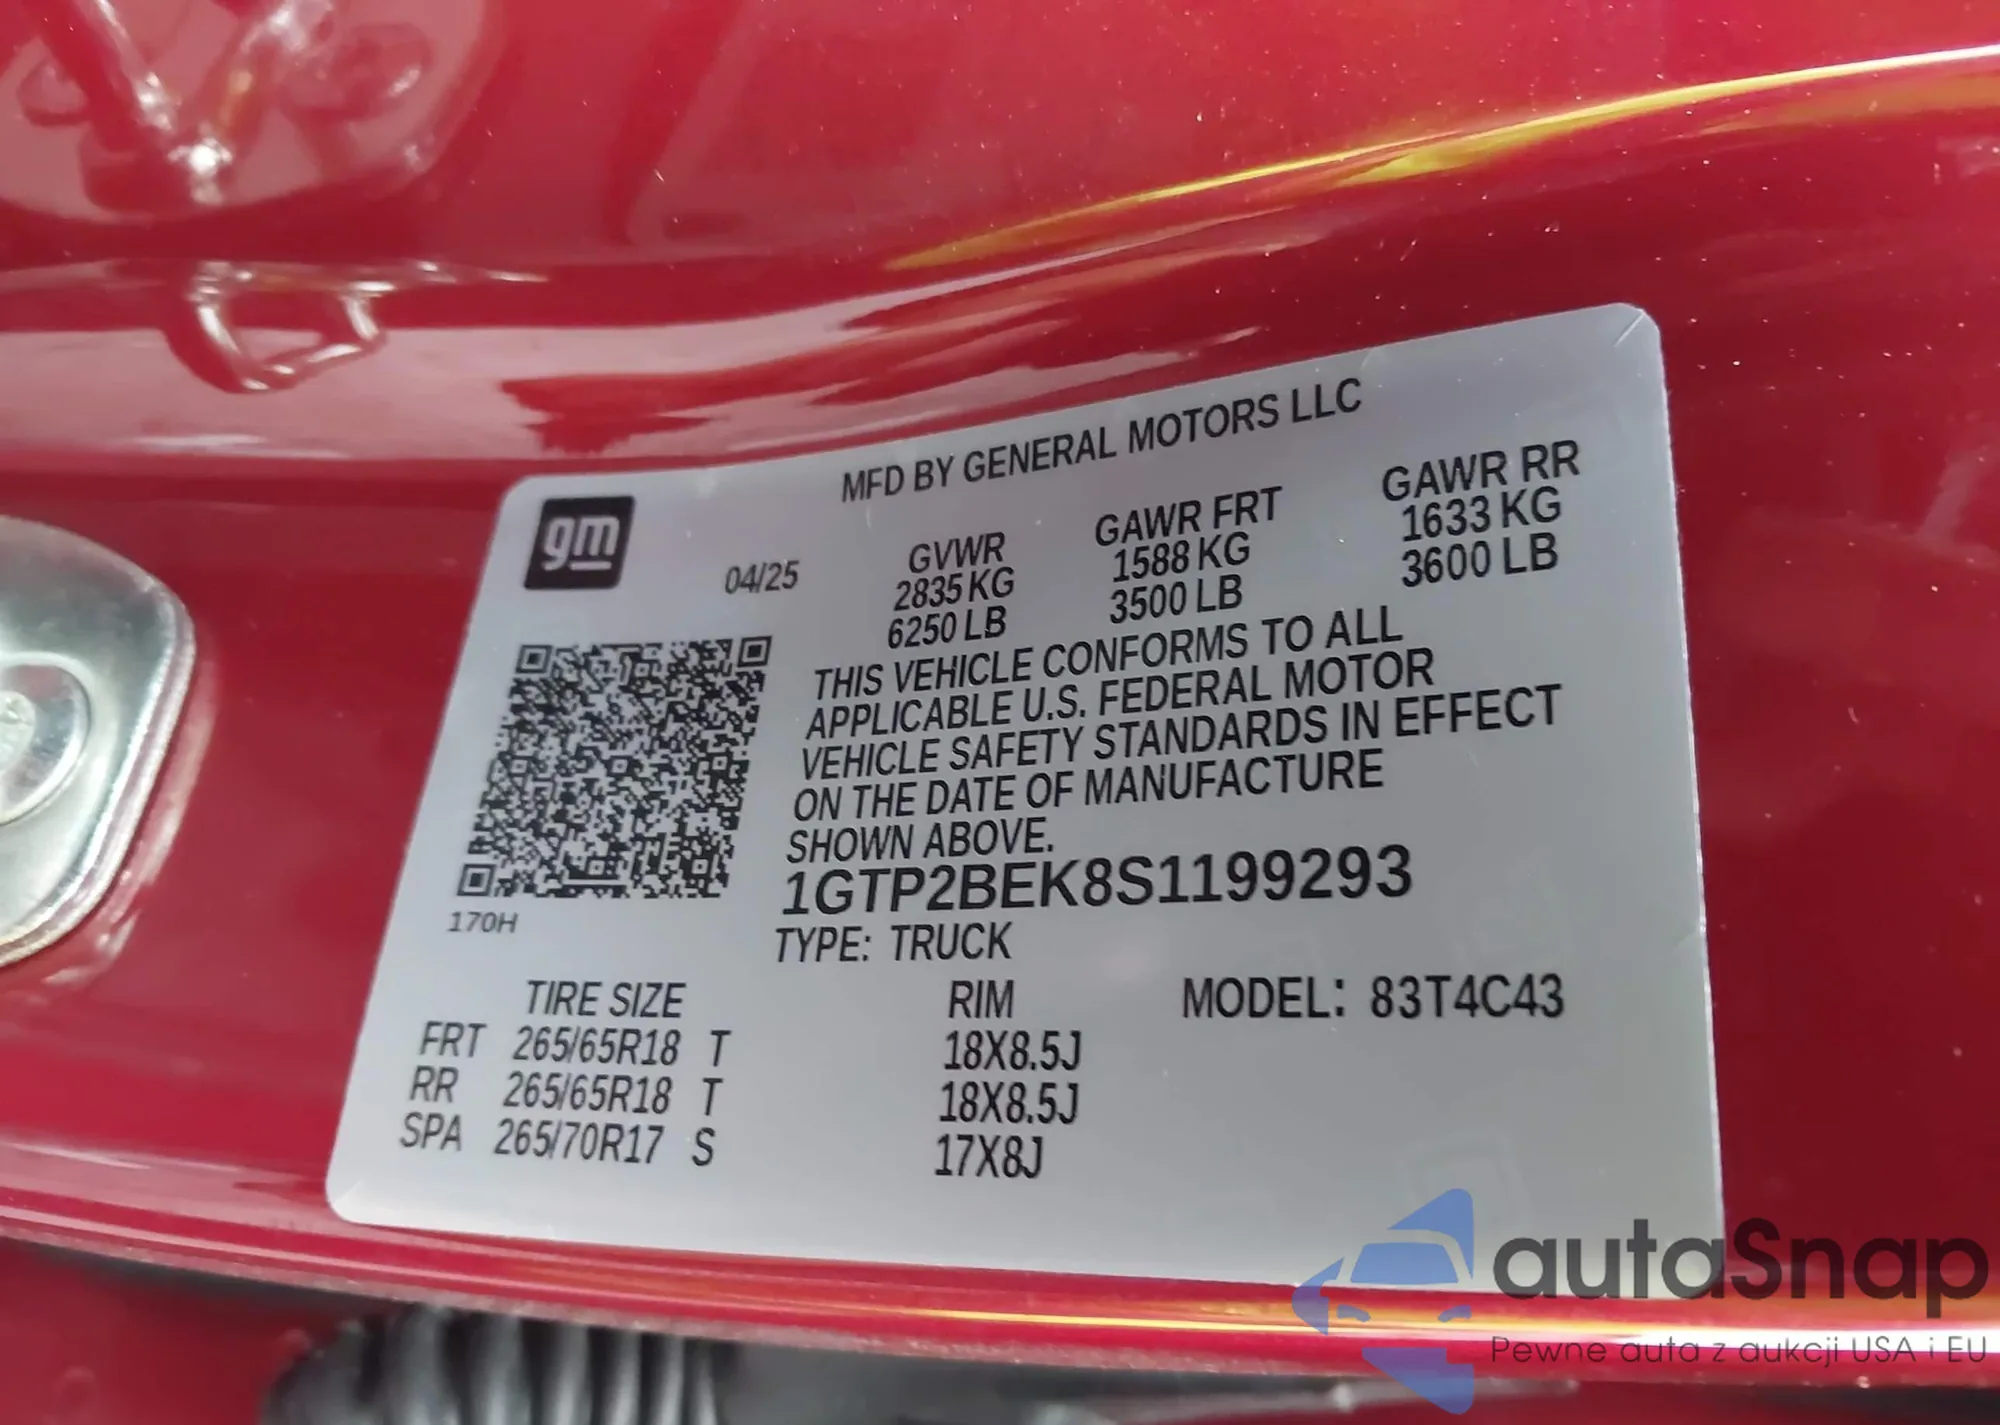 MFD BY GENERAL MOTORS LLC
gm
04/25
GVWR GAWR FRT GAWR RR
2835 KG 1588 KG 1633 KG
6250 LB 3500 LB 3600 LB
THIS VEHICLE CONFORMS TO ALL
APPLICABLE U.S. FEDERAL MOTOR
VEHICLE SAFETY STANDARDS IN EFFECT
ON THE DATE OF MANUFACTURE
SHOWN ABOVE.
1GTP2BEK8S1199293
170H
TYPE: TRUCK
TIRE SIZE RIM MODEL: 83T4C43
FRT 265/65R18 T 18X8.5J
RR 265/65R18 T 18X8.5J
SPA 265/70R17 S 17X8J
autaSnap
Pewne auta z aukcji USA i EU